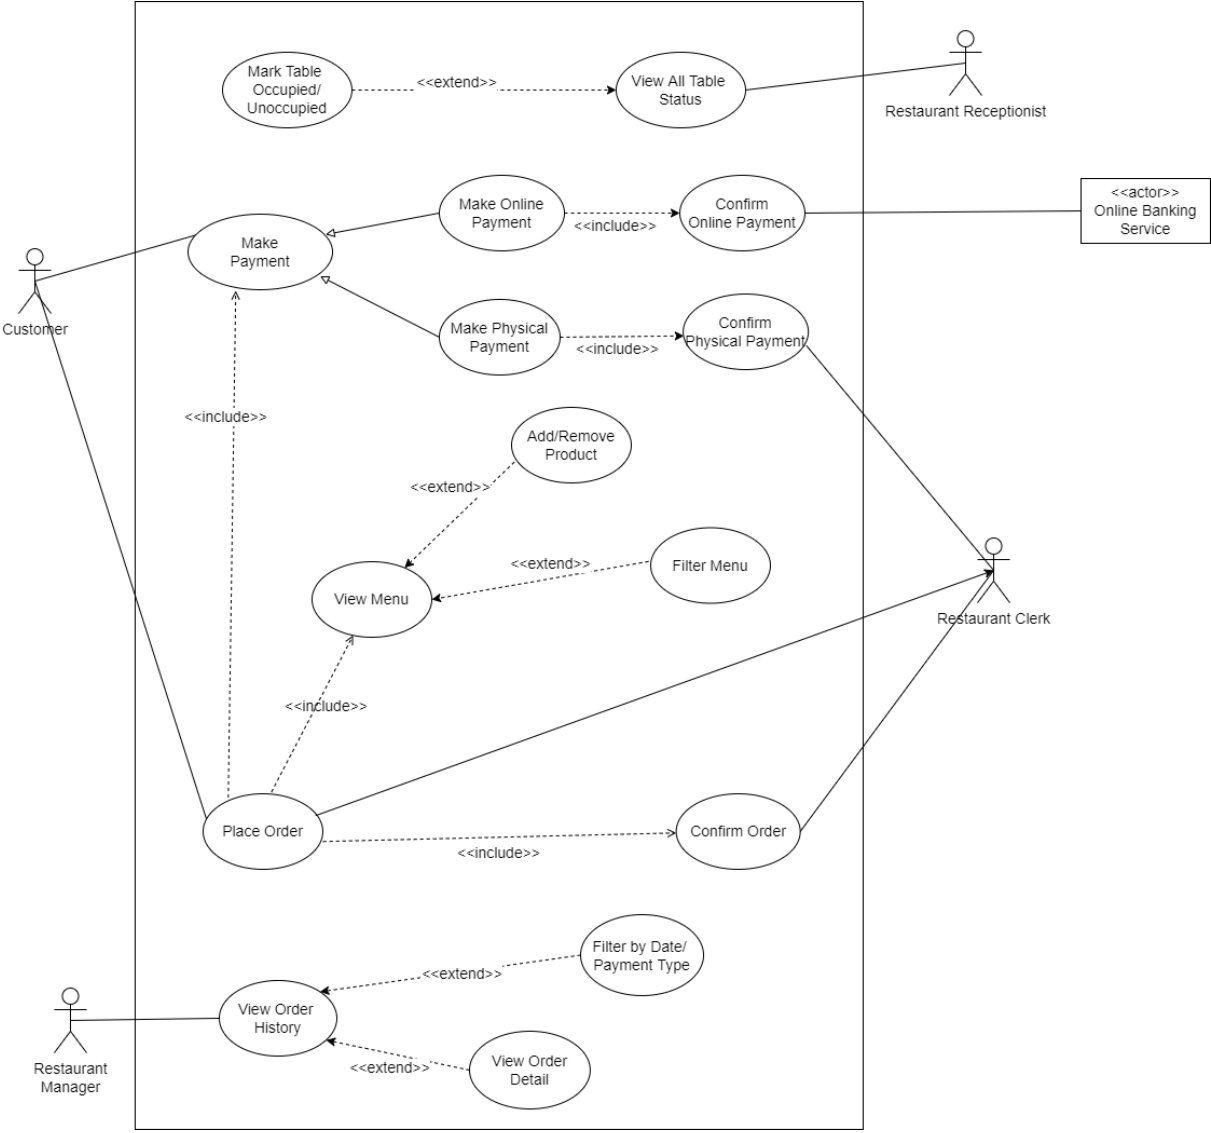 Mark Table
Occupied/
Unoccupied
<<extend>>
View All Table
Status
Restaurant Receptionist
Make Online
Payment
<<include>>
Confirm
Online Payment
<<actor>>
Online Banking
Service
Make
Payment
Customer
Make Physical
Payment
<<include>>
Confirm
Physical Payment
<<include>>
Add/Remove
Product
<<extend>>
<<extend>>
Filter Menu
View Menu
Restaurant Clerk
<<include>>
Place Order
<<include>>
Confirm Order
Filter by Date/
Payment Type
<<extend>>
View Order
History
Restaurant
Manager
<<extend>>
View Order
Detail